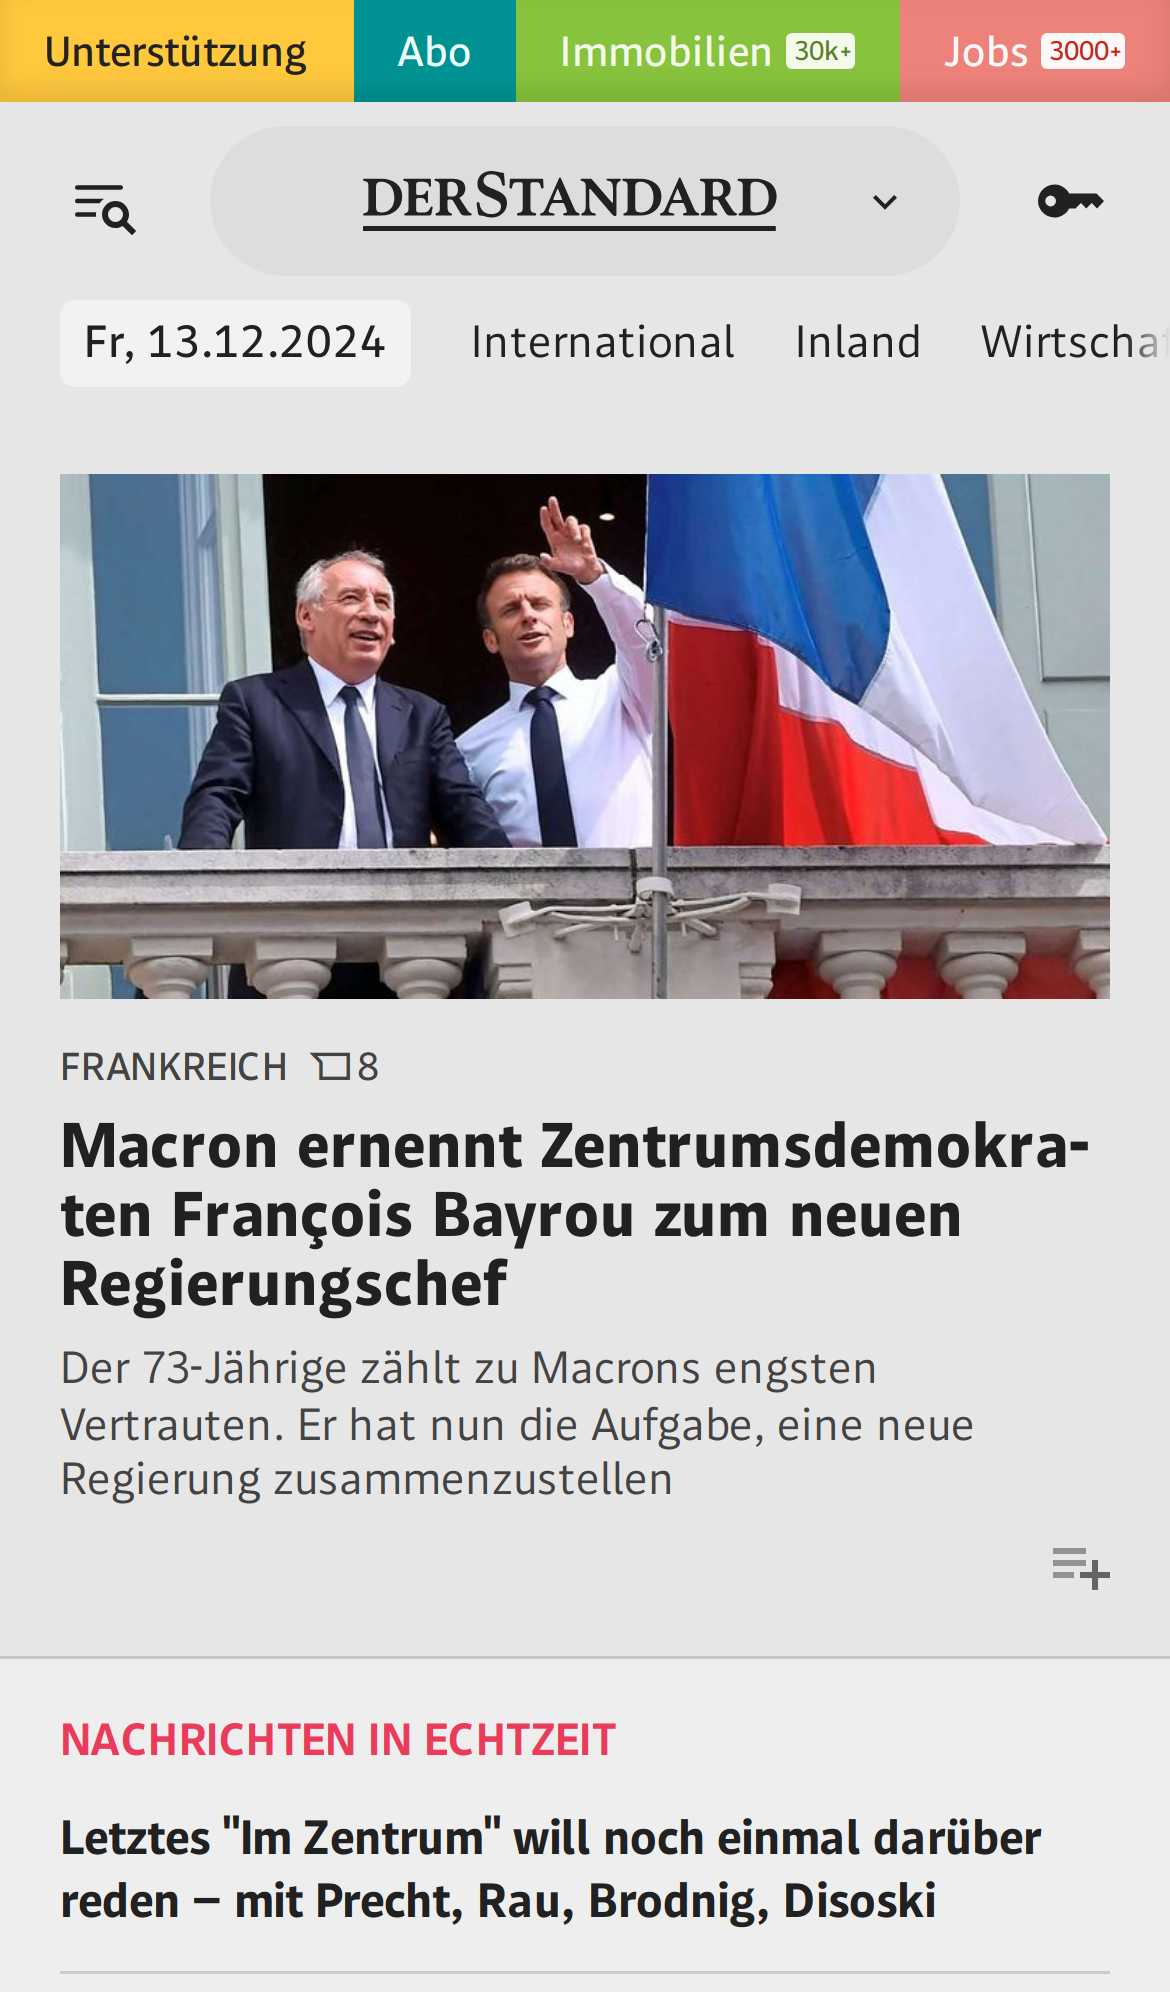 Unterstützung
Abo
Immobilien 30k+
Jobs 3000+
DERSTANDARD
Fr, 13.12.2024
International
Inland
Wirtscha
FRANKREICH 8
Macron ernennt Zentrumsdemokra-
ten François Bayrou zum neuen
Regierungschef
Der 73-Jährige zählt zu Macrons engsten
Vertrauten. Er hat nun die Aufgabe, eine neue
Regierung zusammenzustellen
NACHRICHTEN IN ECHTZEIT
Letztes "Im Zentrum" will noch einmal darüber
reden – mit Precht, Rau, Brodnig, Disoski